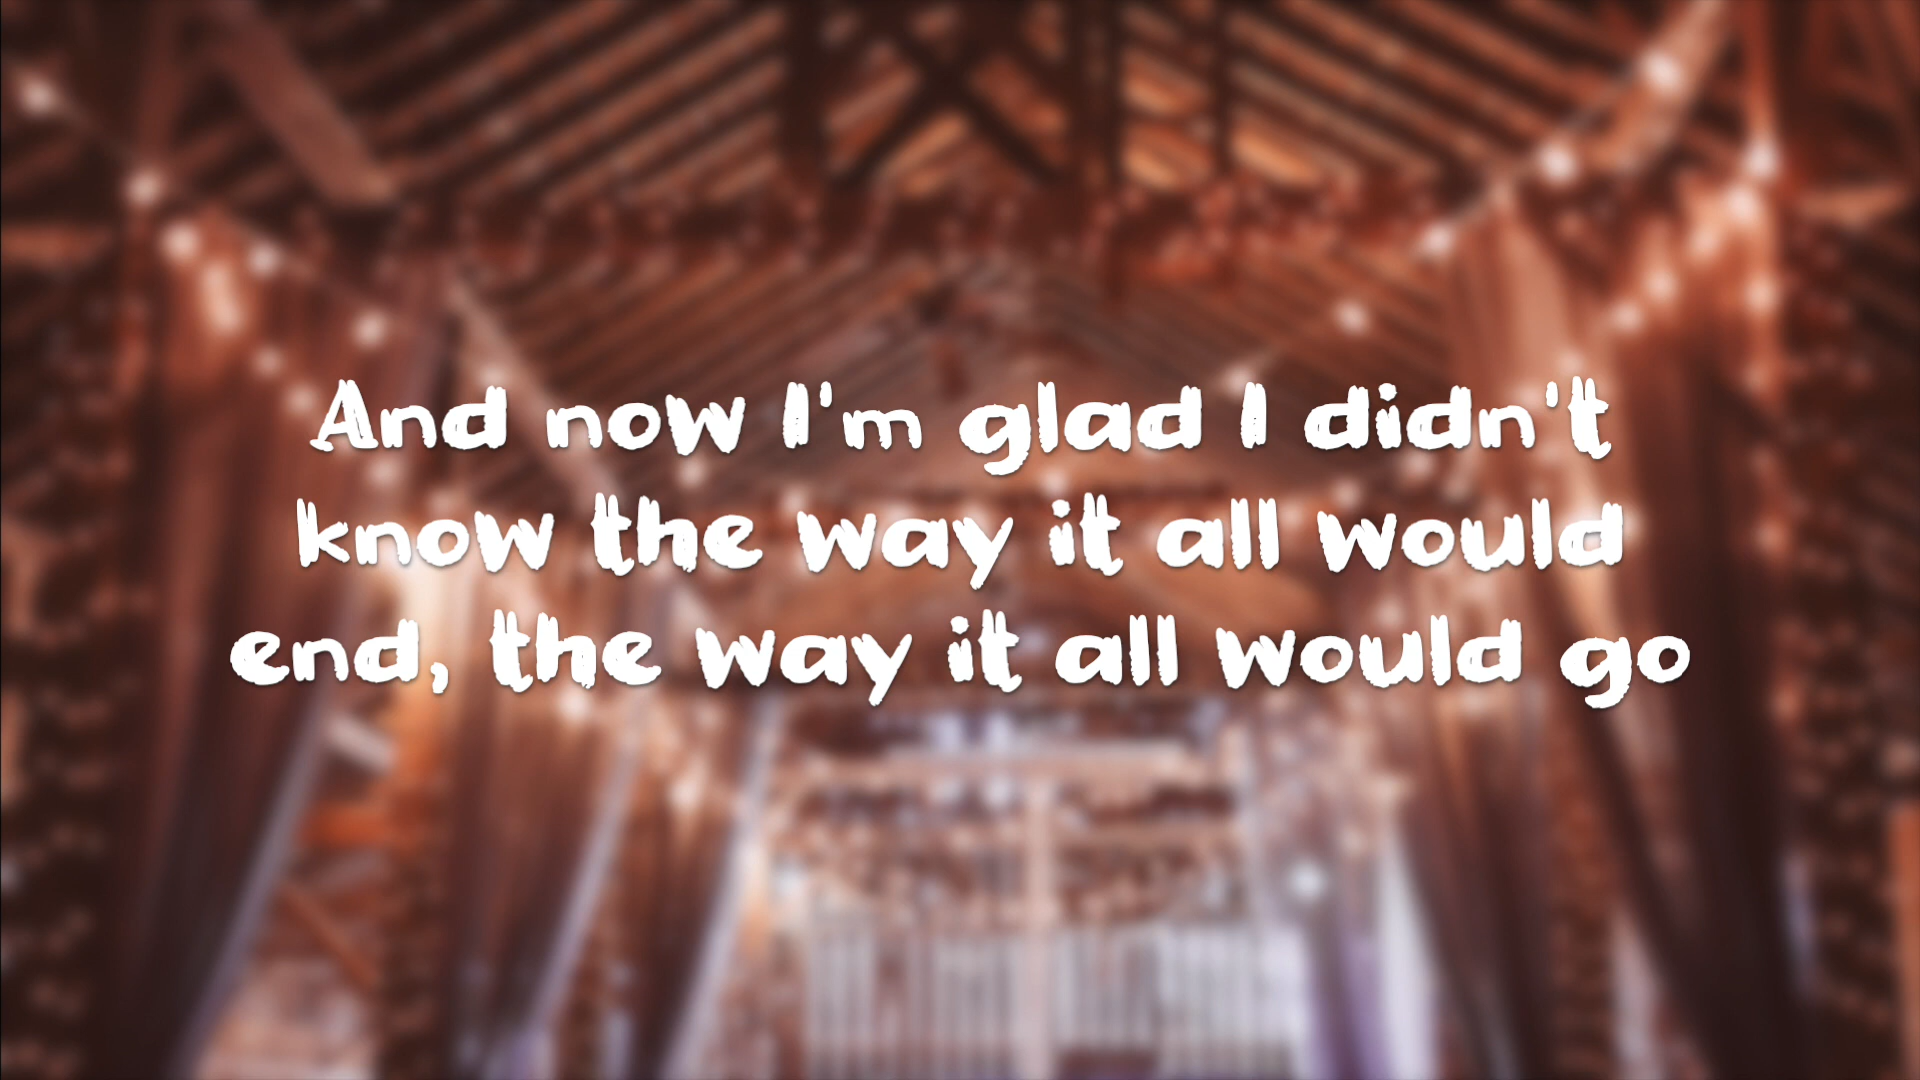 And now I'm glad I didn't
know the way it all would
end, the way it all would go